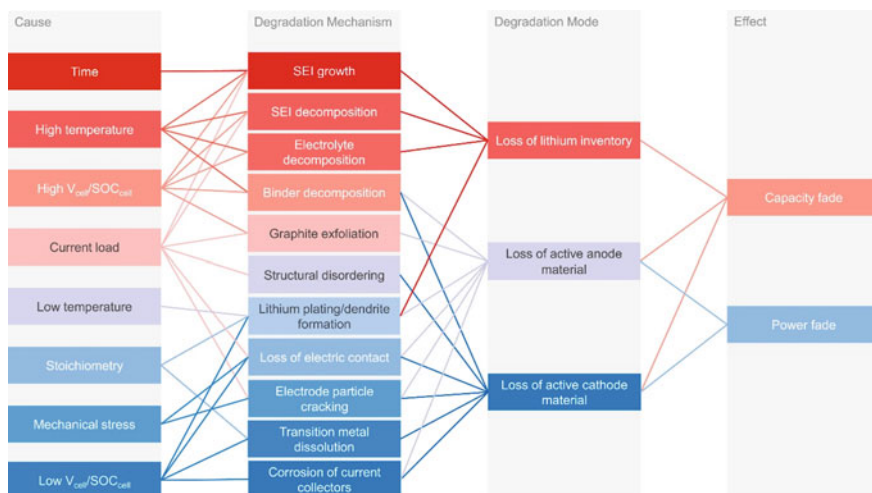 Cause
Degradation Mechanism
Degradation Mode
Effect
Time
High temperature
High Vcell/SOCcell
Current load
Low temperature
Stoichiometry
Mechanical stress
Low Vcell/SOCcell
SEI growth
SEI decomposition
Electrolyte
decomposition
Binder decomposition
Graphite exfoliation
Structural disordering
Lithium plating/dendrite
formation
Loss of electric contact
Electrode particle
cracking
Transition metal
dissolution
Corrosion of current
collectors
Loss of lithium inventory
Loss of active anode
material
Loss of active cathode
material
Capacity fade
Power fade